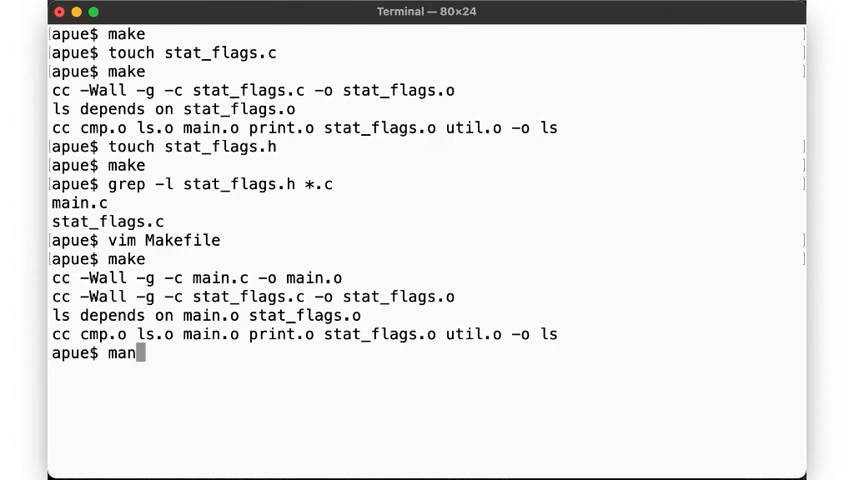 Terminal — 80×24
apue$ make
apue$ touch stat_flags.c
apue$ make
cc -Wall -g -c stat_flags.c -o stat_flags.o
ls depends on stat_flags.o
cc cmp.o ls.o main.o print.o stat_flags.o util.o -o ls
apue$ touch stat_flags.h
apue$ make
apue$ grep -l stat_flags.h *.c
main.c
stat_flags.c
apue$ vim Makefile
apue$ make
cc -Wall -g -c main.c -o main.o
cc -Wall -g -c stat_flags.c -o stat_flags.o
ls depends on main.o stat_flags.o
cc cmp.o ls.o main.o print.o stat_flags.o util.o -o ls
apue$ man